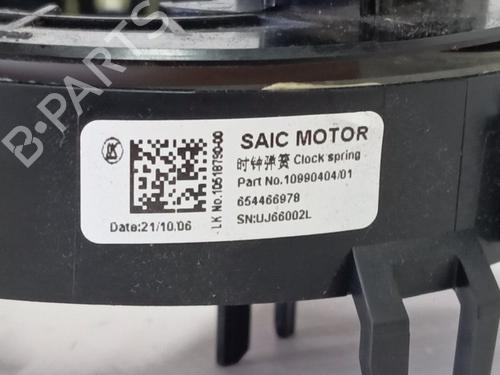 B-PARTS
SAIC MOTOR
时钟弹簧 Clock spring
Part No.10990404/01
654466978
SN:UJ66002L
LK No.10518790-00
Date:21/10.06